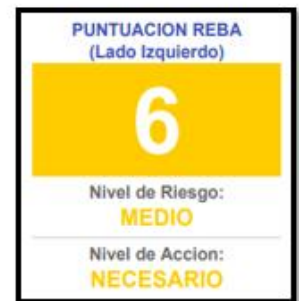 PUNTUACION REBA
(Lado Izquierdo)
6
Nivel de Riesgo:
MEDIO
Nivel de Accion:
NECESARIO